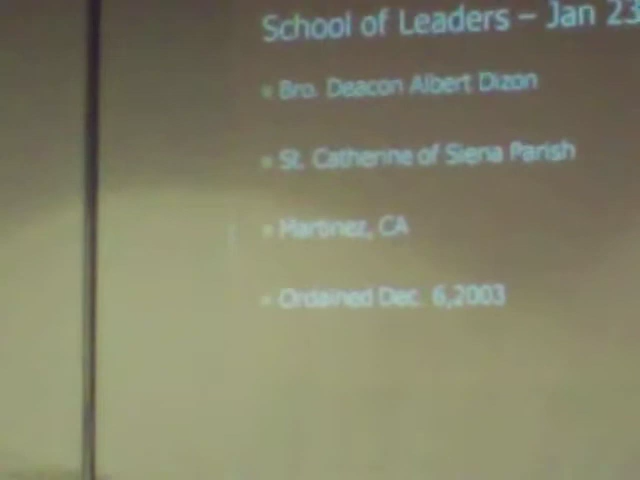 School of Leaders – Jan 23
Bro. Deacon Albert Dizon
St. Catherine of Siena Parish
Martinez, CA
Ordained Dec. 6,2003